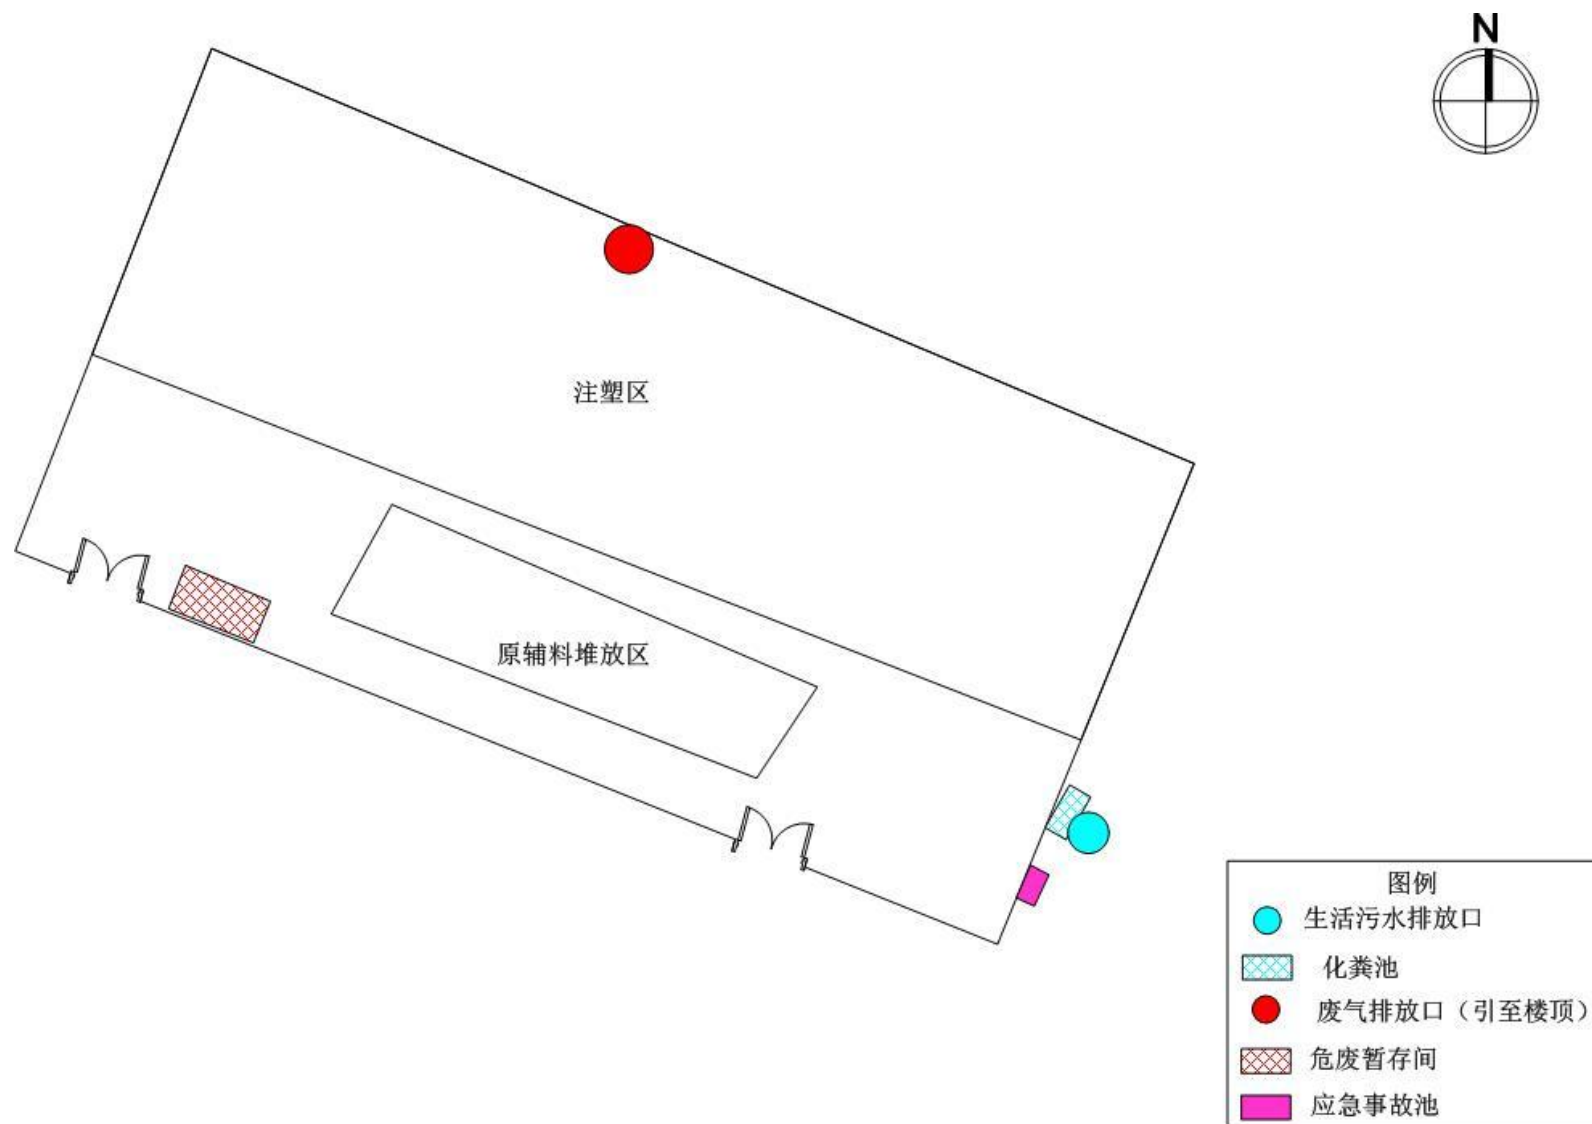 N
注塑区
原辅料堆放区
图例
生活污水排放口
化粪池
废气排放口（引至楼顶）
危废暂存间
应急事故池